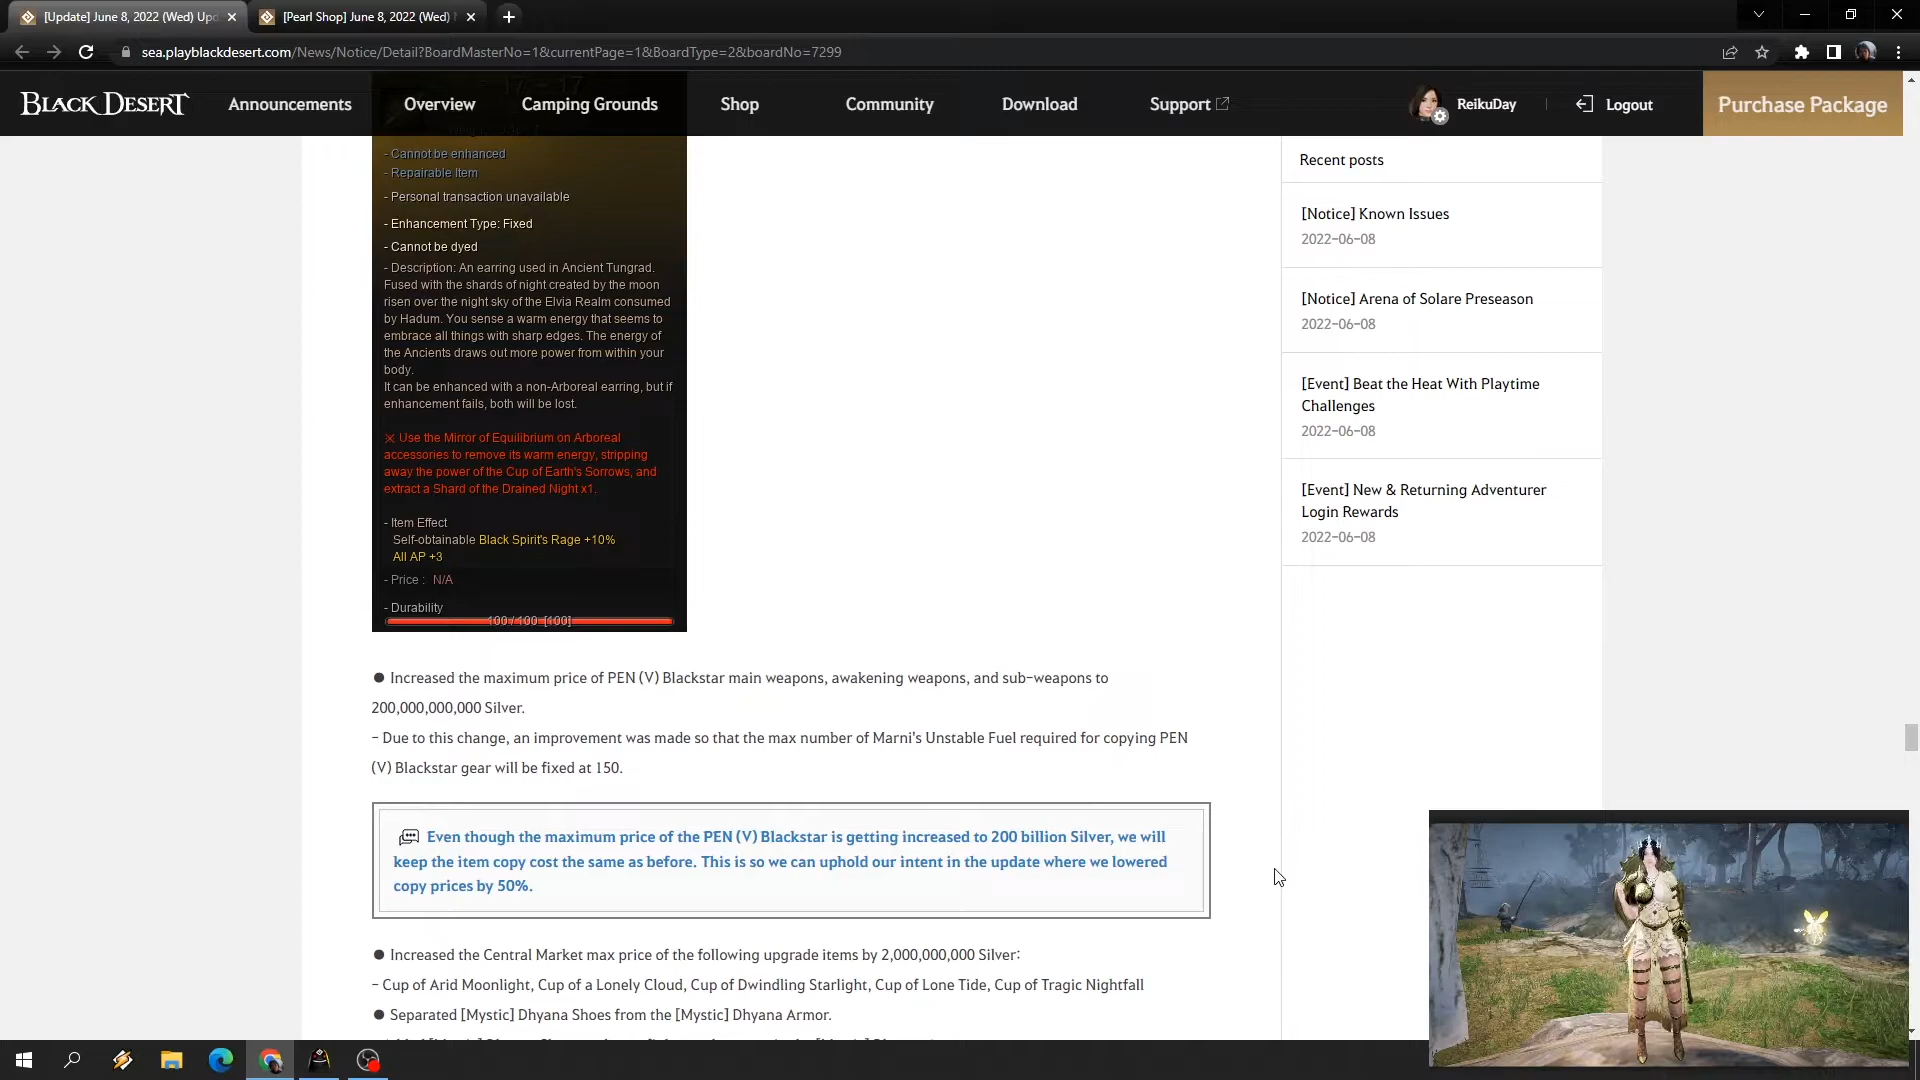 [Update] June 8, 2022 (Wed) Upd
[Pearl Shop] June 8, 2022 (Wed)
sea.playblackdesert.com/News/Notice/Detail?BoardMasterNo=1&currentPage=1&BoardType=2&boardNo=7299
BLACK DESERT
Announcements
Overview
Camping Grounds
Shop
Community
Download
Support
ReikuDay
Logout
Purchase Package
- Cannot be enhanced
- Repairable Item
- Personal transaction unavailable
- Enhancement Type: Fixed
- Cannot be dyed
- Description: An earring used in Ancient Tungrad.
Fused with the shards of night created by the moon
risen over the night sky of the Elvia Realm consumed
by Hadum. You sense a warm energy that seems to
embrace all things with sharp edges. The energy of
the Ancients draws out more power from within your
body.
It can be enhanced with a non-Arboreal earring, but if
enhancement fails, both will be lost.
※ Use the Mirror of Equilibrium on Arboreal
accessories to remove its warm energy, stripping
away the power of the Cup of Earth's Sorrows, and
extract a Shard of the Drained Night x1.
- Item Effect
Self-obtainable Black Spirit's Rage +10%
All AP +3
- Price : N/A
- Durability
100 / 100 [100]
● Increased the maximum price of PEN (V) Blackstar main weapons, awakening weapons, and sub-weapons to
200,000,000,000 Silver.
- Due to this change, an improvement was made so that the max number of Marni's Unstable Fuel required for copying PEN
(V) Blackstar gear will be fixed at 150.
Even though the maximum price of the PEN (V) Blackstar is getting increased to 200 billion Silver, we will
keep the item copy cost the same as before. This is so we can uphold our intent in the update where we lowered
copy prices by 50%.
● Increased the Central Market max price of the following upgrade items by 2,000,000,000 Silver:
- Cup of Arid Moonlight, Cup of a Lonely Cloud, Cup of Dwindling Starlight, Cup of Lone Tide, Cup of Tragic Nightfall
● Separated [Mystic] Dhyana Shoes from the [Mystic] Dhyana Armor.
Recent posts
[Notice] Known Issues
2022-06-08
[Notice] Arena of Solare Preseason
2022-06-08
[Event] Beat the Heat With Playtime
Challenges
2022-06-08
[Event] New & Returning Adventurer
Login Rewards
2022-06-08